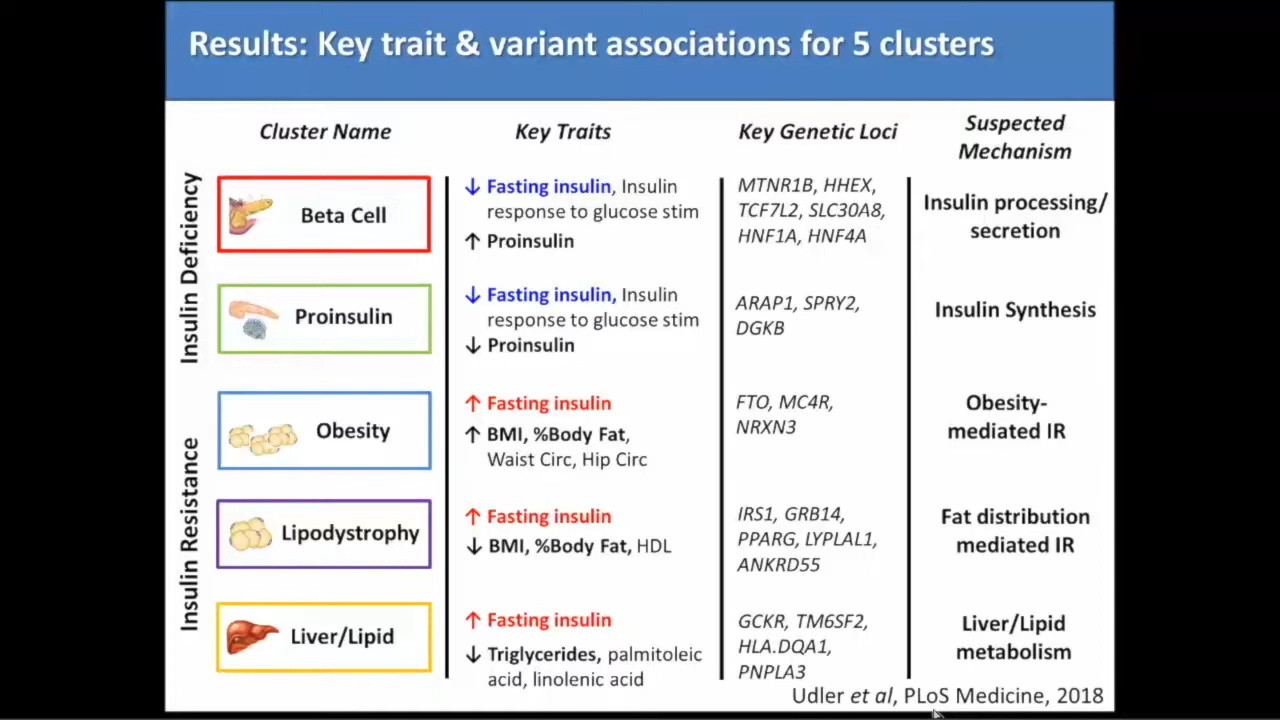 Results: Key trait & variant associations for 5 clusters
Cluster Name
Key Traits
Key Genetic Loci
Suspected
Mechanism
Insulin Deficiency
Beta Cell
↓ Fasting insulin, Insulin
response to glucose stim
↑ Proinsulin
MTNR1B, HHEX,
TCF7L2, SLC30A8,
HNF1A, HNF4A
Insulin processing/
secretion
Proinsulin
↓ Fasting insulin, Insulin
response to glucose stim
↓ Proinsulin
ARAP1, SPRY2,
DGKB
Insulin Synthesis
Insulin Resistance
Obesity
↑ Fasting insulin
↑ BMI, %Body Fat,
Waist Circ, Hip Circ
FTO, MC4R,
NRXN3
Obesity-
mediated IR
Lipodystrophy
↑ Fasting insulin
↓ BMI, %Body Fat, HDL
IRS1, GRB14,
PPARG, LYPLAL1,
ANKRD55
Fat distribution
mediated IR
Liver/Lipid
↑ Fasting insulin
↓ Triglycerides, palmitoleic
acid, linolenic acid
GCKR, TM6SF2,
HLA.DQA1,
PNPLA3
Liver/Lipid
metabolism
Udler et al, PLoS Medicine, 2018